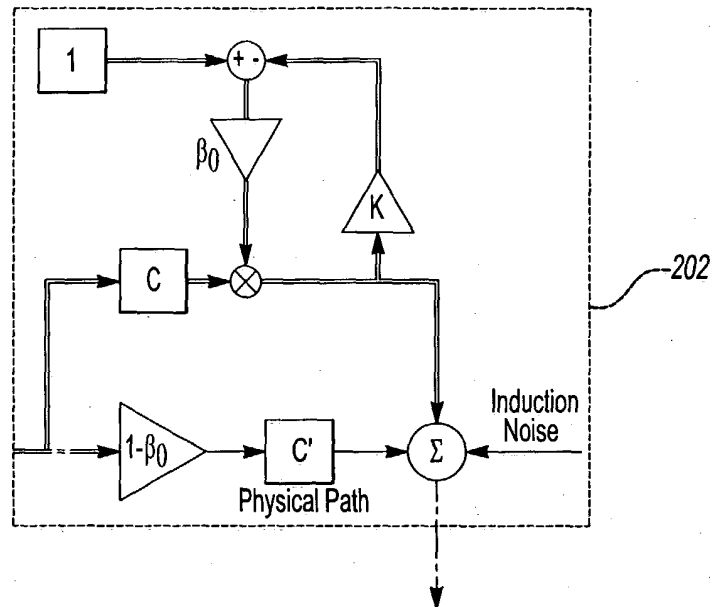 1
+ -
β0
K
C
202
Induction
Noise
1-β0
C'
Σ
Physical Path